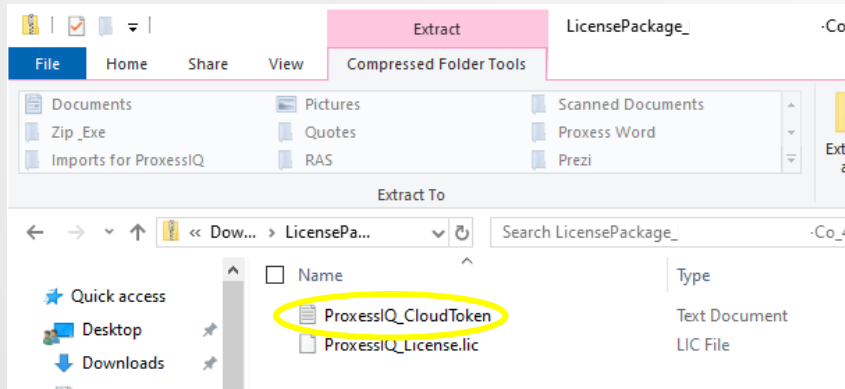 Extract LicensePackage_ -Co
File Home Share View Compressed Folder Tools
Documents Pictures Scanned Documents
Zip _Exe Quotes Proxess Word
Imports for ProxessIQ RAS Prezi
Ext
a
Extract To
« Dow... › LicensePa... Search LicensePackage_ -Co_4
Name Type
Quick access
ProxessIQ_CloudToken Text Document
Desktop
ProxessIQ_License.lic LIC File
Downloads